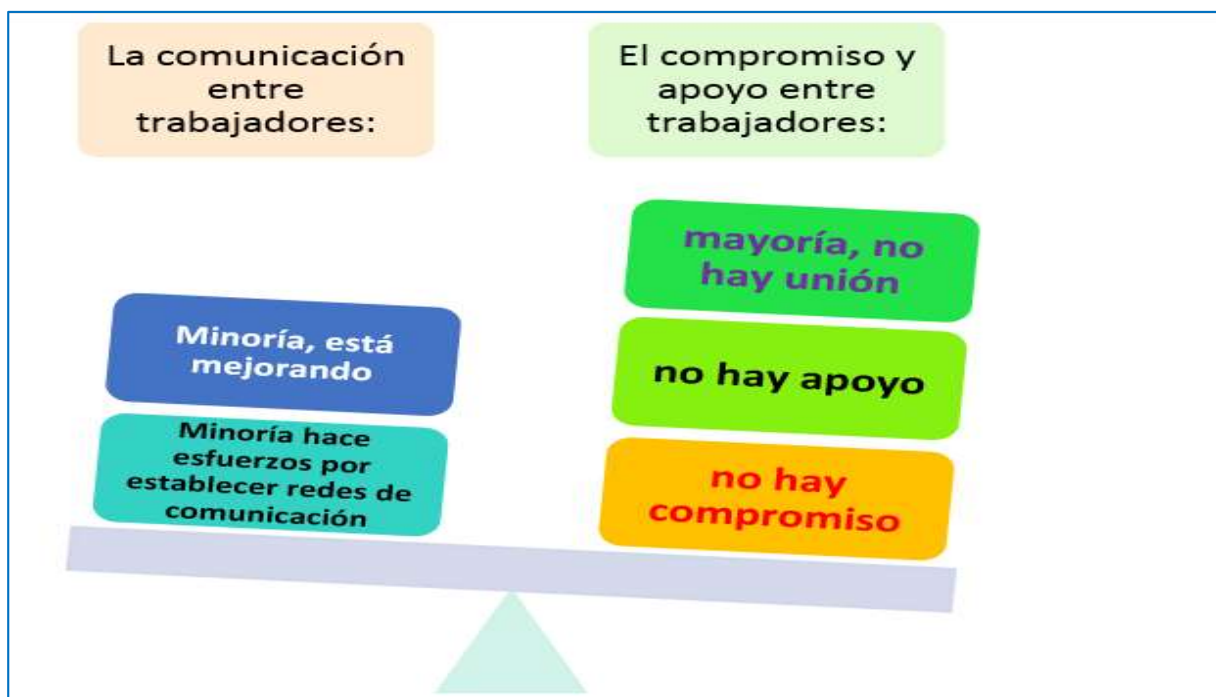 La comunicación
entre
trabajadores:
Minoría, está
mejorando
Minoría hace
esfuerzos por
establecer redes de
comunicación
El compromiso y
apoyo entre
trabajadores:
mayoría, no
hay unión
no hay apoyo
no hay
compromiso